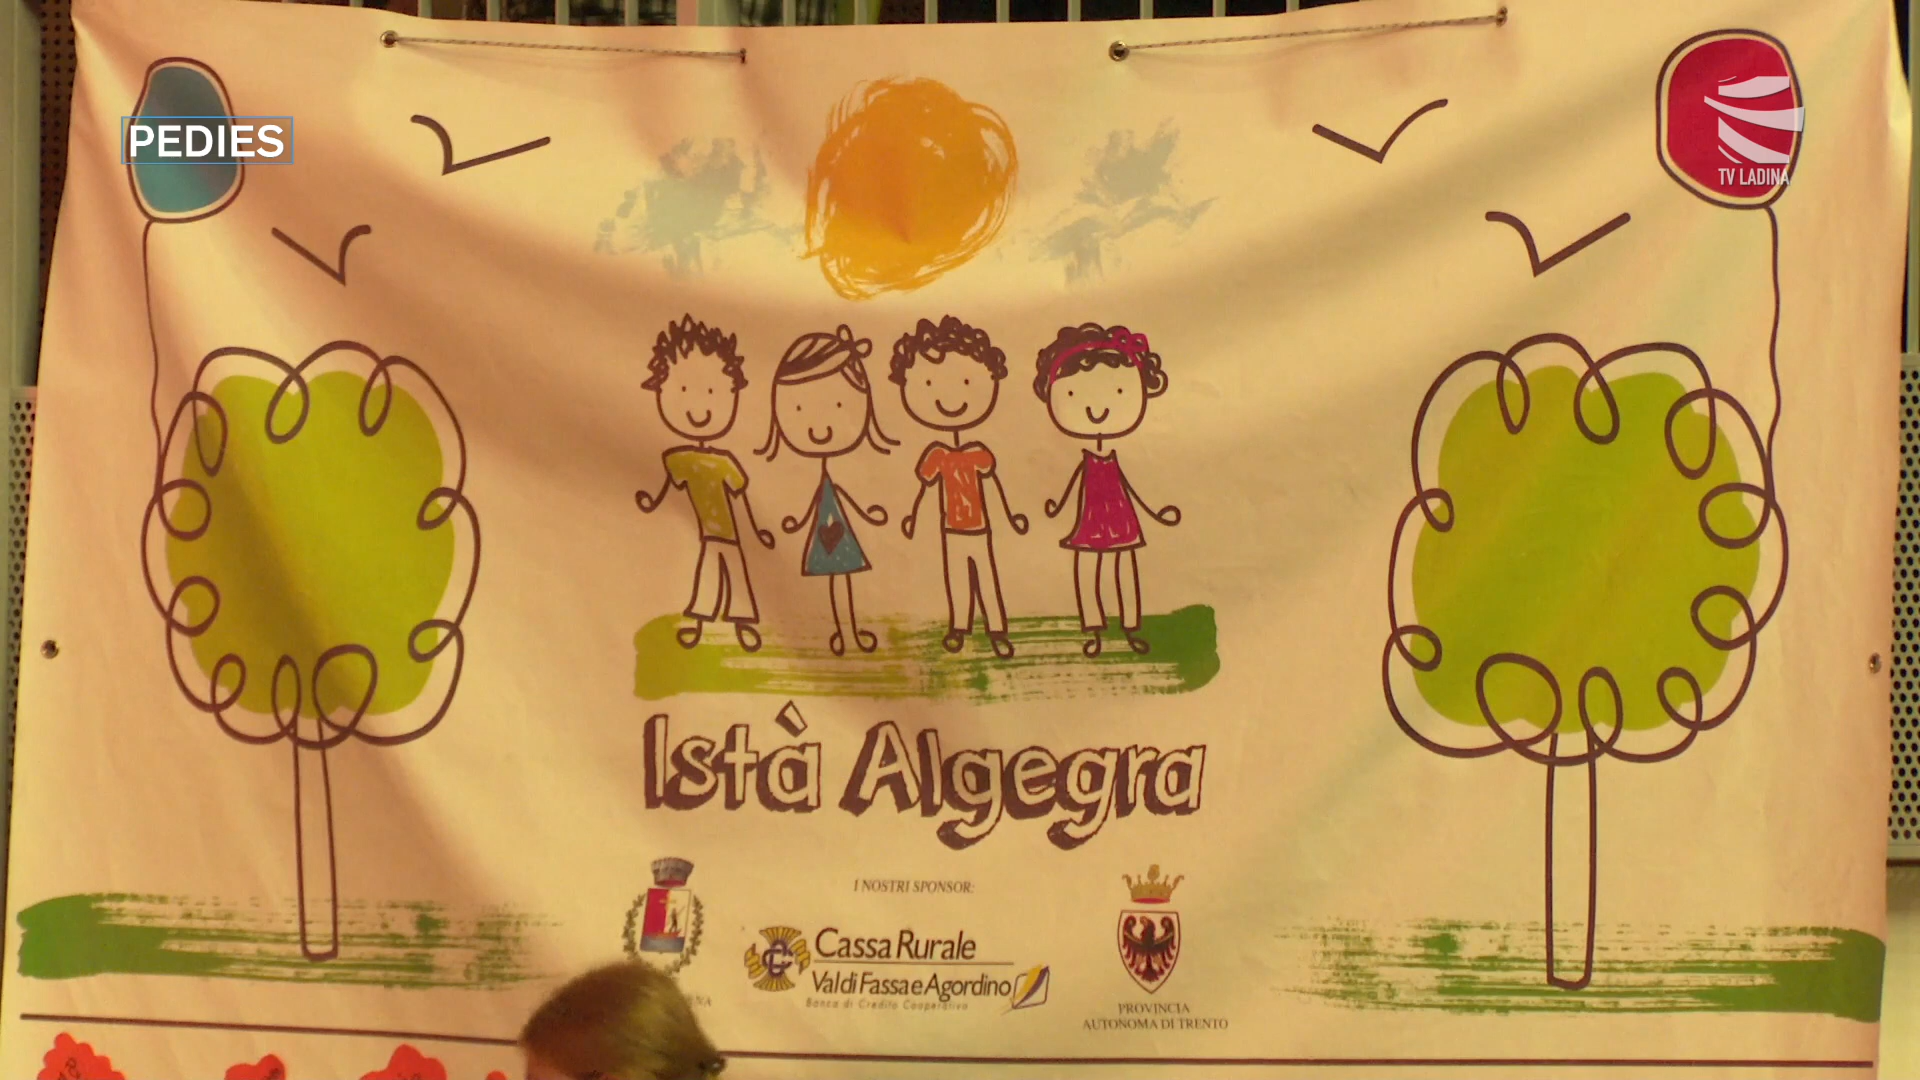 PEDIES
TV LADINA
Istà Algegra
I NOSTRI SPONSOR:
Cassa Rurale
Val di Fassa e Agordino
Banca di Credito Cooperativo
PROVINCIA
AUTONOMA DI TRENTO